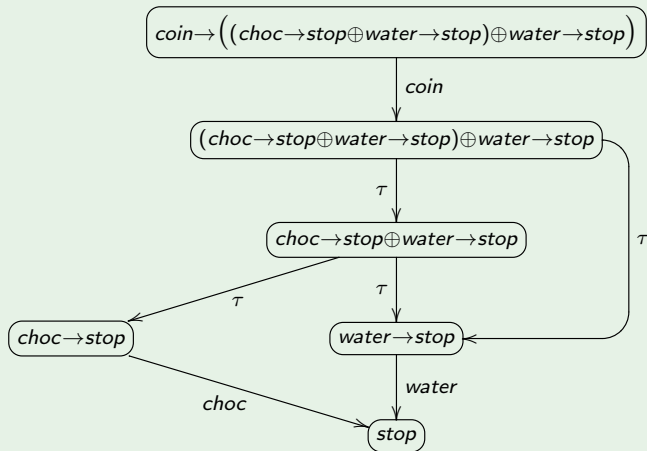 coin→((choc→stop⊕water→stop)⊕water→stop)
coin
(choc→stop⊕water→stop)⊕water→stop
τ
choc→stop⊕water→stop
τ
τ
τ
choc→stop
water→stop
choc
water
stop